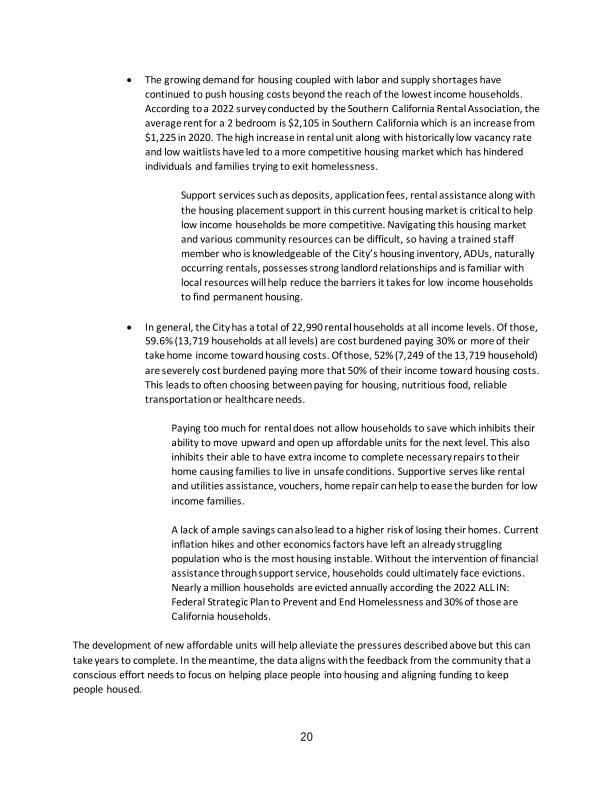 • The growing demand for housing coupled with labor and supply shortages have
continued to push housing costs beyond the reach of the lowest income households.
According to a 2022 survey conducted by the Southern California Rental Association, the
average rent for a 2 bedroom is $2,105 in Southern California which is an increase from
$1,225 in 2020. The high increase in rental unit along with historically low vacancy rate
and low waitlists have led to a more competitive housing market which has hindered
individuals and families trying to exit homelessness.
Support services such as deposits, application fees, rental assistance along with
the housing placement support in this current housing market is critical to help
low income households be more competitive. Navigating this housing market
and various community resources can be difficult, so having a trained staff
member who is knowledgeable of the City's housing inventory, ADUs, naturally
occurring rentals, possesses strong landlord relationships and is familiar with
local resources will help reduce the barriers it takes for low income households
to find permanent housing.
• In general, the City has a total of 22,990 rental households at all income levels. Of those,
59.6% (13,719 households at all levels) are cost burdened paying 30% or more of their
take home income toward housing costs. Of those, 52% (7,249 of the 13,719 household)
are severely cost burdened paying more that 50% of their income toward housing costs.
This leads to often choosing between paying for housing, nutritious food, reliable
transportation or healthcare needs.
Paying too much for rental does not allow households to save which inhibits their
ability to move upward and open up affordable units for the next level. This also
inhibits their able to have extra income to complete necessary repairs to their
home causing families to live in unsafe conditions. Supportive serves like rental
and utilities assistance, vouchers, home repair can help to ease the burden for low
income families.
A lack of ample savings can also lead to a higher risk of losing their homes. Current
inflation hikes and other economics factors have left an already struggling
population who is the most housing instable. Without the intervention of financial
assistance through support service, households could ultimately face evictions.
Nearly a million households are evicted annually according the 2022 ALL IN:
Federal Strategic Plan to Prevent and End Homelessness and 30% of those are
California households.
The development of new affordable units will help alleviate the pressures described above but this can
take years to complete. In the meantime, the data aligns with the feedback from the community that a
conscious effort needs to focus on helping place people into housing and aligning funding to keep
people housed.
20